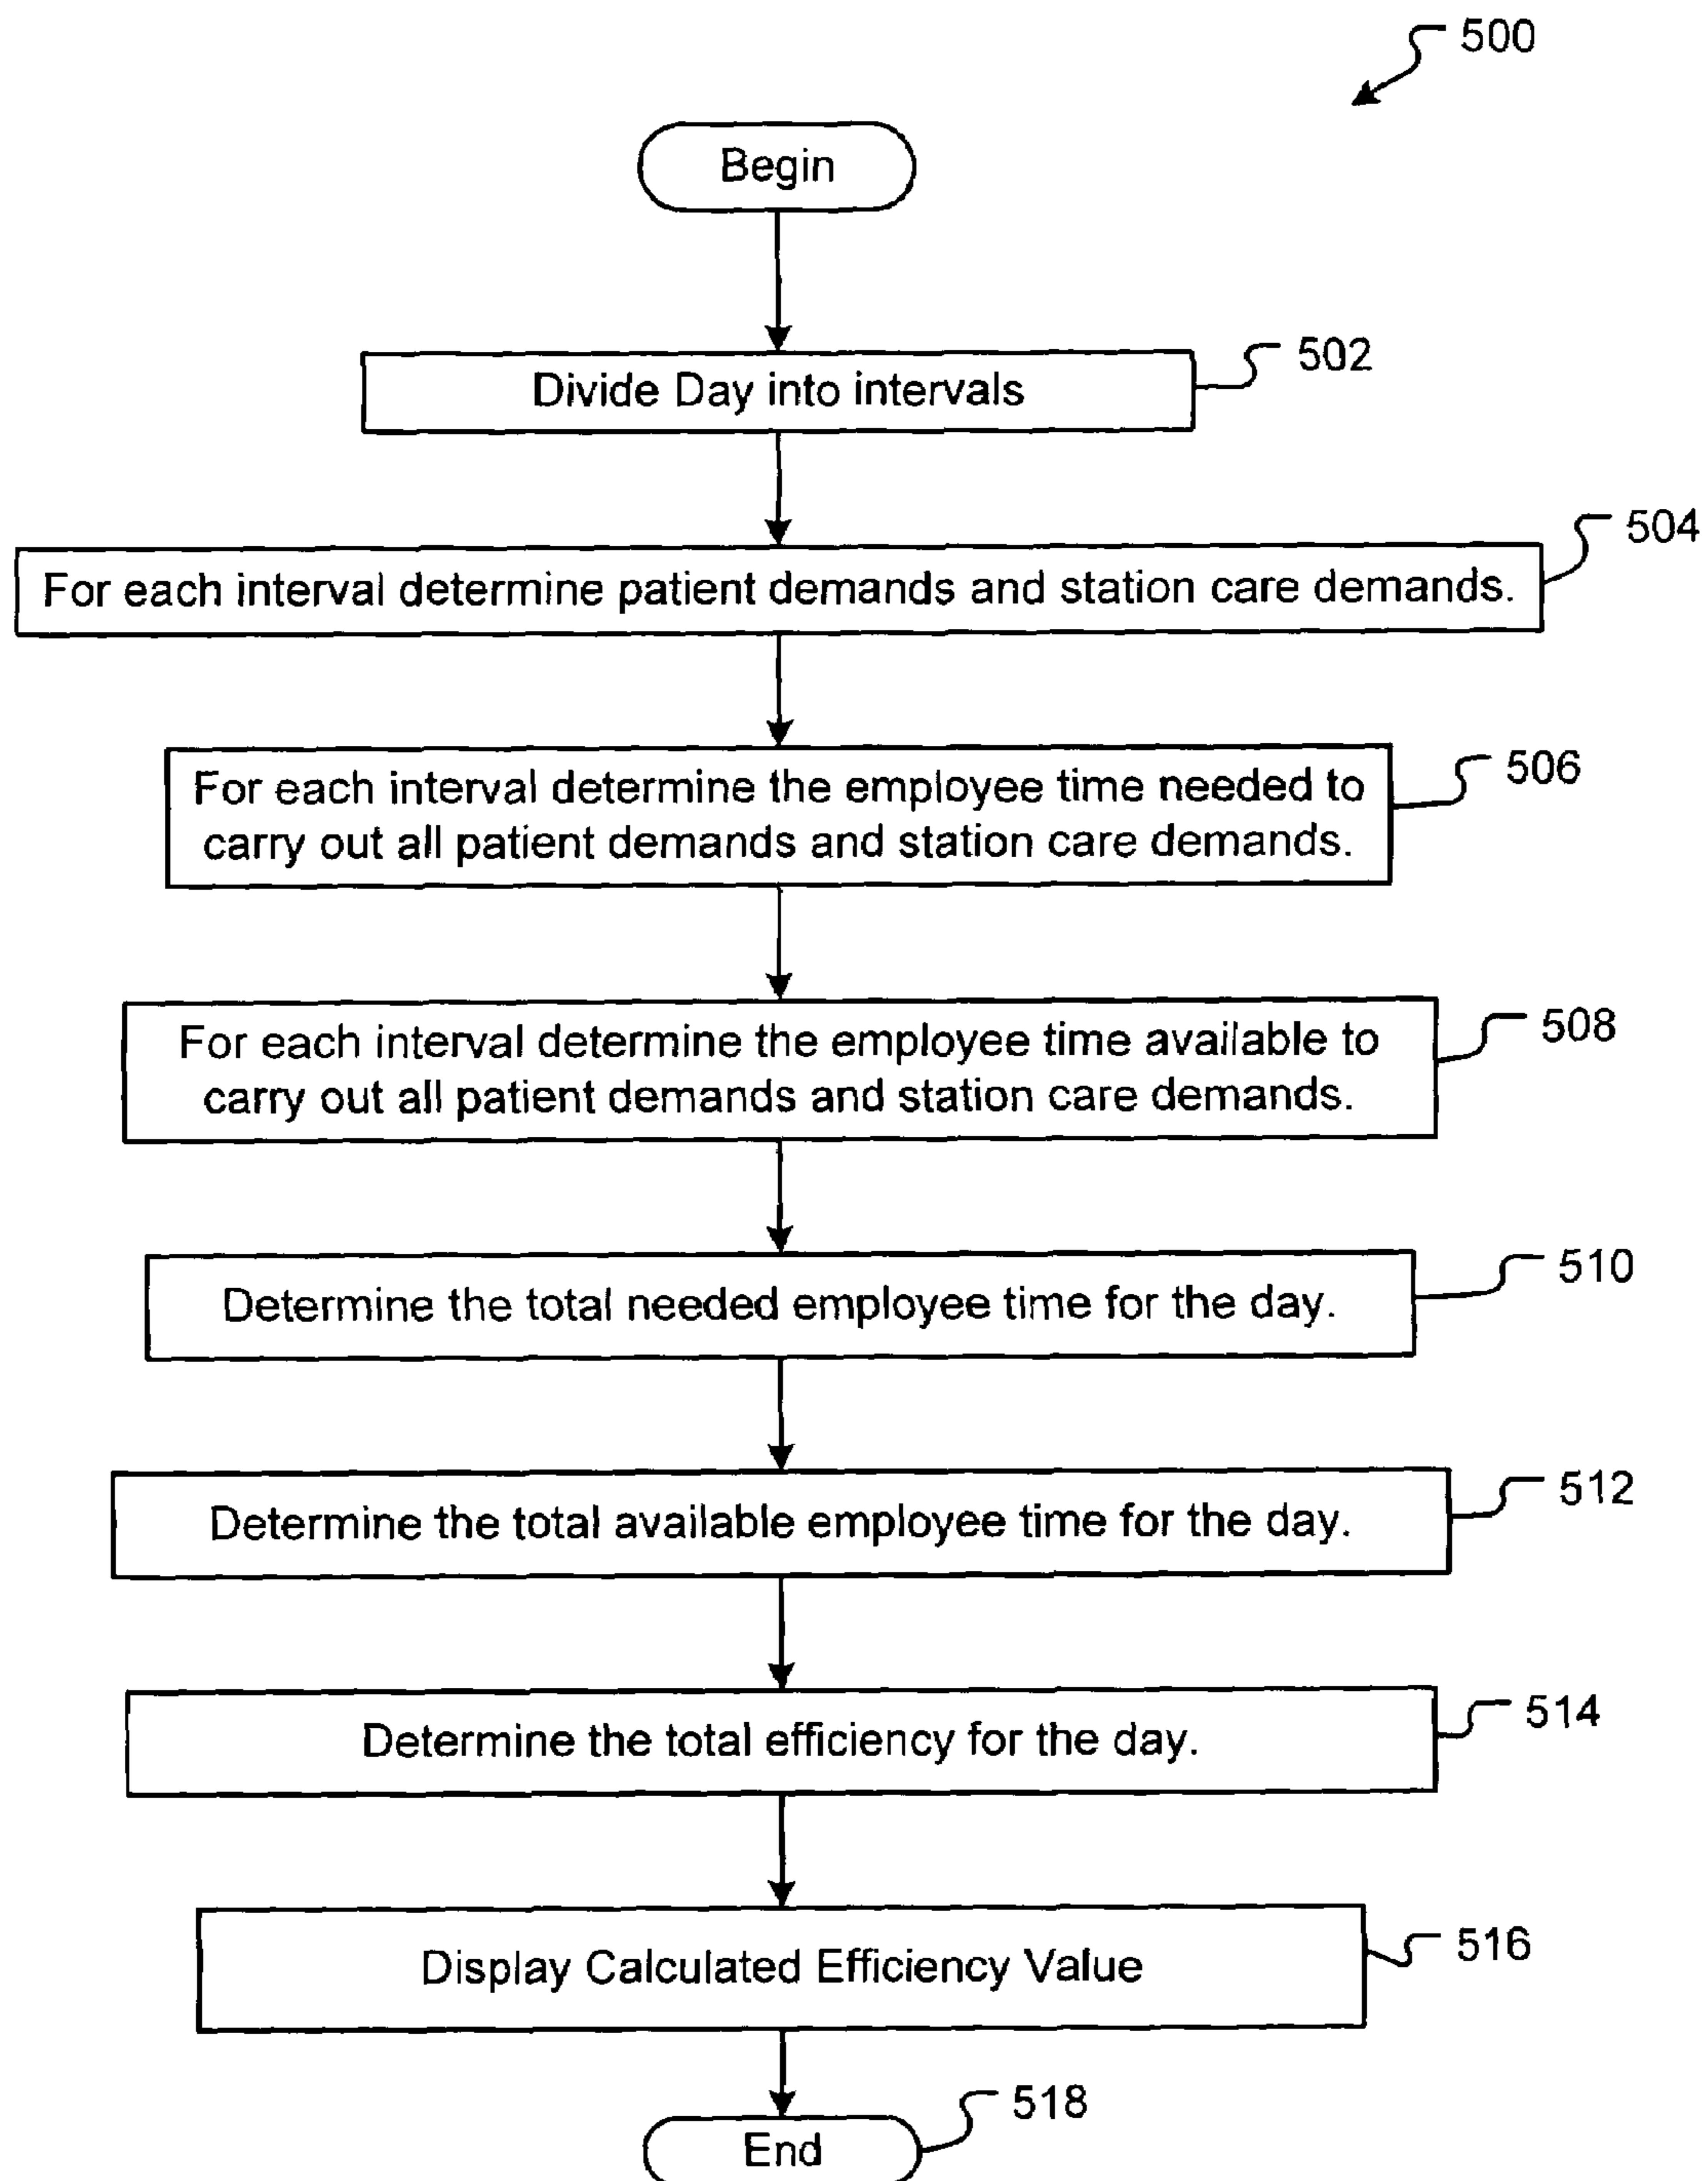 500
Begin
502
Divide Day into intervals
504
For each interval determine patient demands and station care demands.
506
For each interval determine the employee time needed to
carry out all patient demands and station care demands.
508
For each interval determine the employee time available to
carry out all patient demands and station care demands.
510
Determine the total needed employee time for the day.
512
Determine the total available employee time for the day.
514
Determine the total efficiency for the day.
516
Display Calculated Efficiency Value
518
End